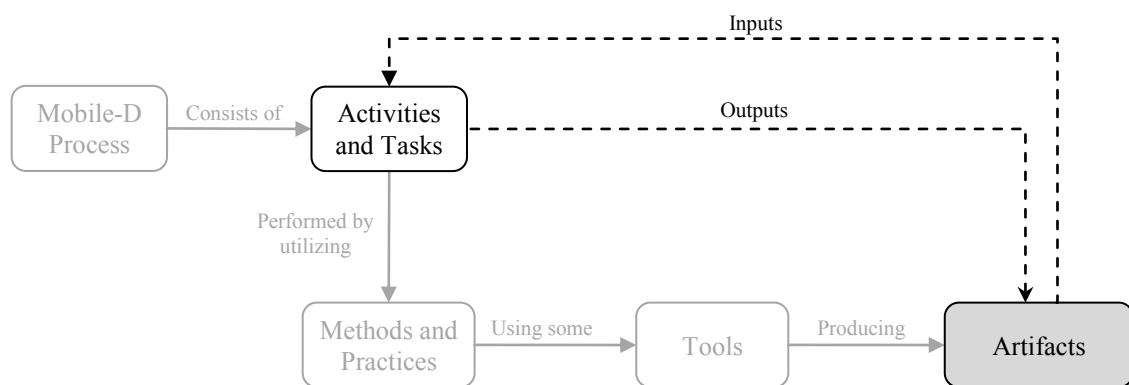 Inputs
Mobile-D
Process
Consists of
Activities
and Tasks
Outputs
Performed by
utilizing
Methods and
Practices
Using some
Tools
Producing
Artifacts